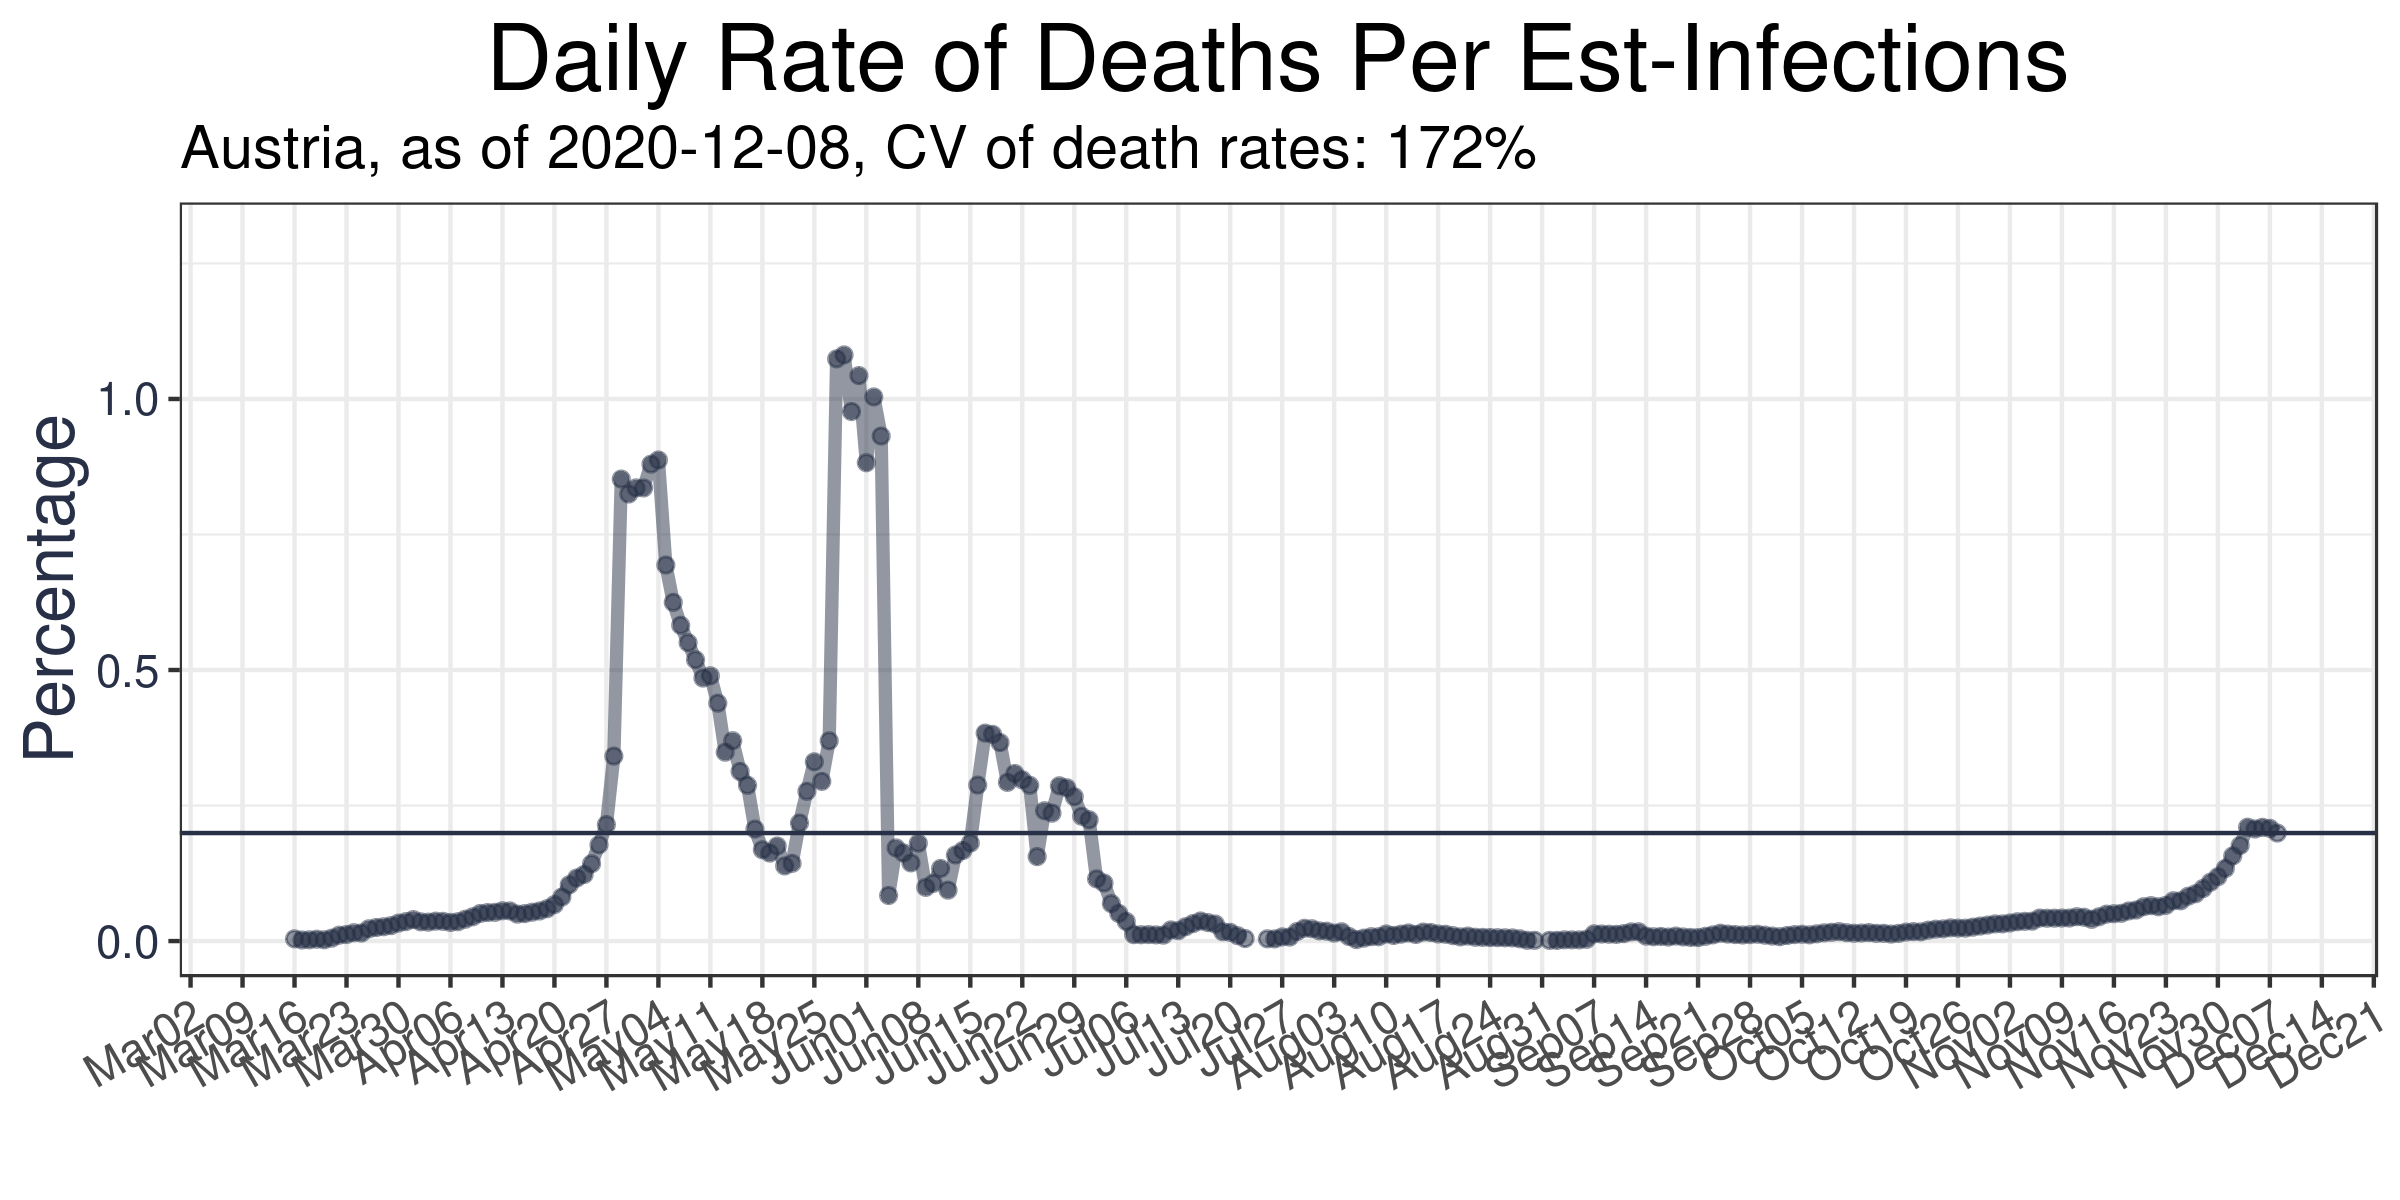 Daily Rate of Deaths Per Est-Infections
Austria, as of 2020-12-08, CV of death rates: 172%
Percentage
1.0
0.5
0.0
Mar02
Mar09
Mar16
Mar23
Mar30
Apr06
Apr13
Apr20
Apr27
May04
May11
May18
May25
Jun01
Jun08
Jun15
Jun22
Jun29
Jul06
Jul13
Jul20
Jul27
Aug03
Aug10
Aug17
Aug24
Aug31
Sep07
Sep14
Sep21
Sep28
Oct05
Oct12
Oct19
Oct26
Nov02
Nov09
Nov16
Nov23
Nov30
Dec07
Dec14
Dec21